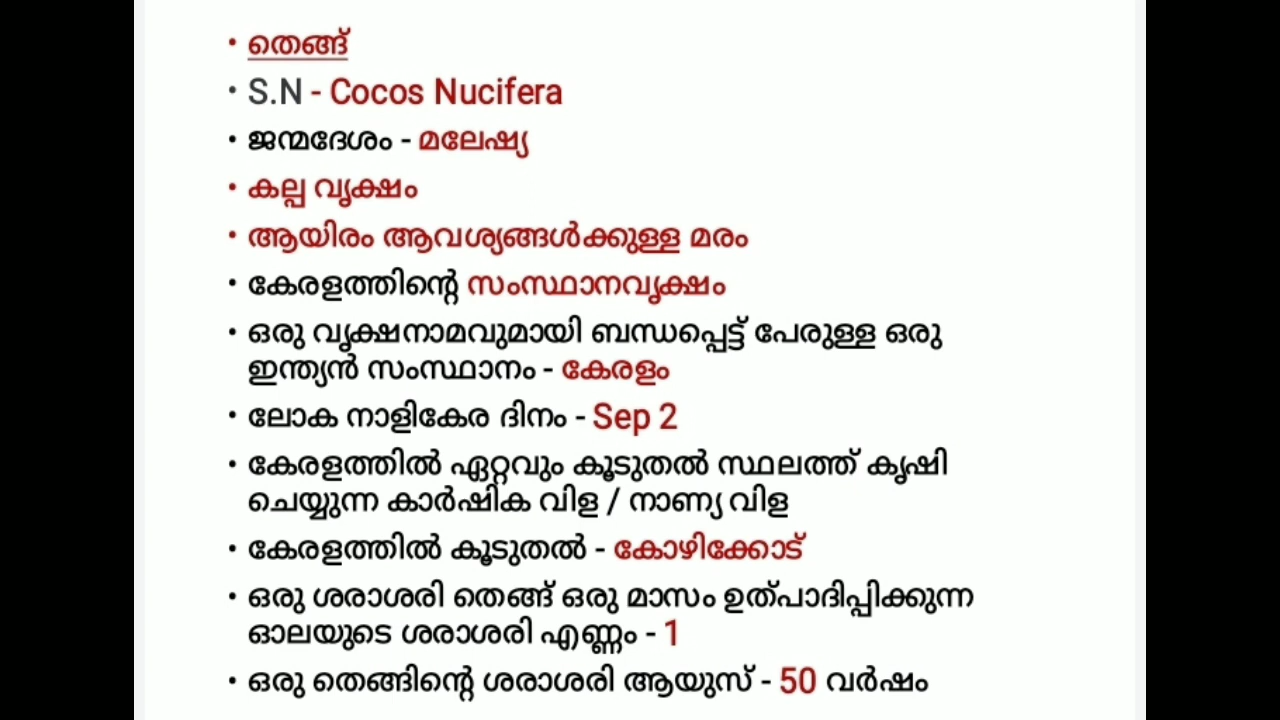 • തെങ്ങ്
• S.N - Cocos Nucifera
• ജന്മദേശം - മലേഷ്യ
• കല്പ വൃക്ഷം
• ആയിരം ആവശ്യങ്ങൾക്കുള്ള മരം
• കേരളത്തിന്റെ സംസ്ഥാനവൃക്ഷം
• ഒരു വൃക്ഷനാമവുമായി ബന്ധപ്പെട്ട് പേരുള്ള ഒരു
ഇന്ത്യൻ സംസ്ഥാനം - കേരളം
• ലോക നാളികേര ദിനം - Sep 2
• കേരളത്തിൽ ഏറ്റവും കൂടുതൽ സ്ഥലത്ത് കൃഷി
ചെയ്യുന്ന കാർഷിക വിള / നാണ്യ വിള
• കേരളത്തിൽ കൂടുതൽ - കോഴിക്കോട്
• ഒരു ശരാശരി തെങ്ങ് ഒരു മാസം ഉത്പാദിപ്പിക്കുന്ന
ഓലയുടെ ശരാശരി എണ്ണം - 1
• ഒരു തെങ്ങിന്റെ ശരാശരി ആയുസ് - 50 വർഷം